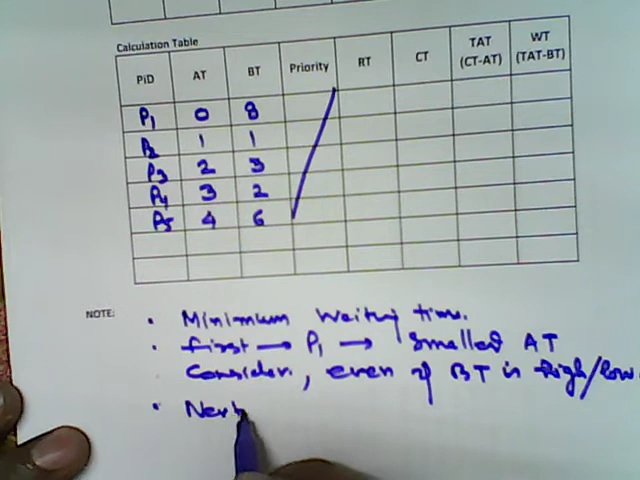 Calculation Table
PiD AT BT Priority RT CT TAT (CT-AT) WT (TAT-BT)
P1 0 8
P2 1 1
P3 2 3
P4 3 2
P5 4 6
NOTE: • Minimum Waiting time.
• first → P1 → Smallest AT
Consider, even if BT is high/low.
• Next